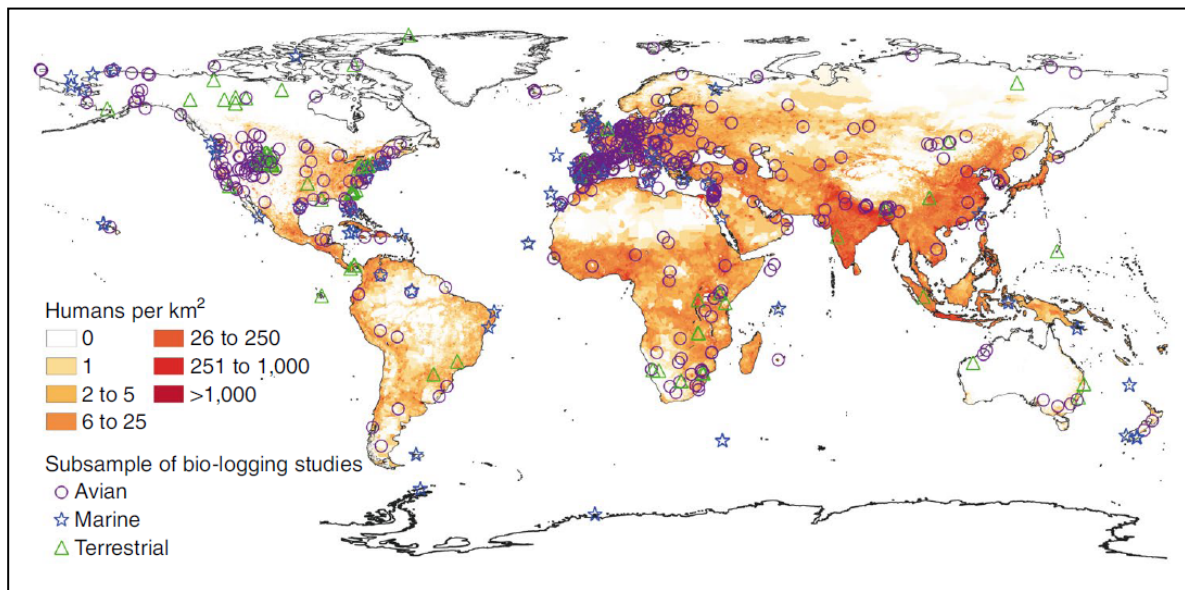 Humans per km²
0
1
2 to 5
6 to 25
26 to 250
251 to 1,000
>1,000
Subsample of bio-logging studies
Avian
Marine
Terrestrial